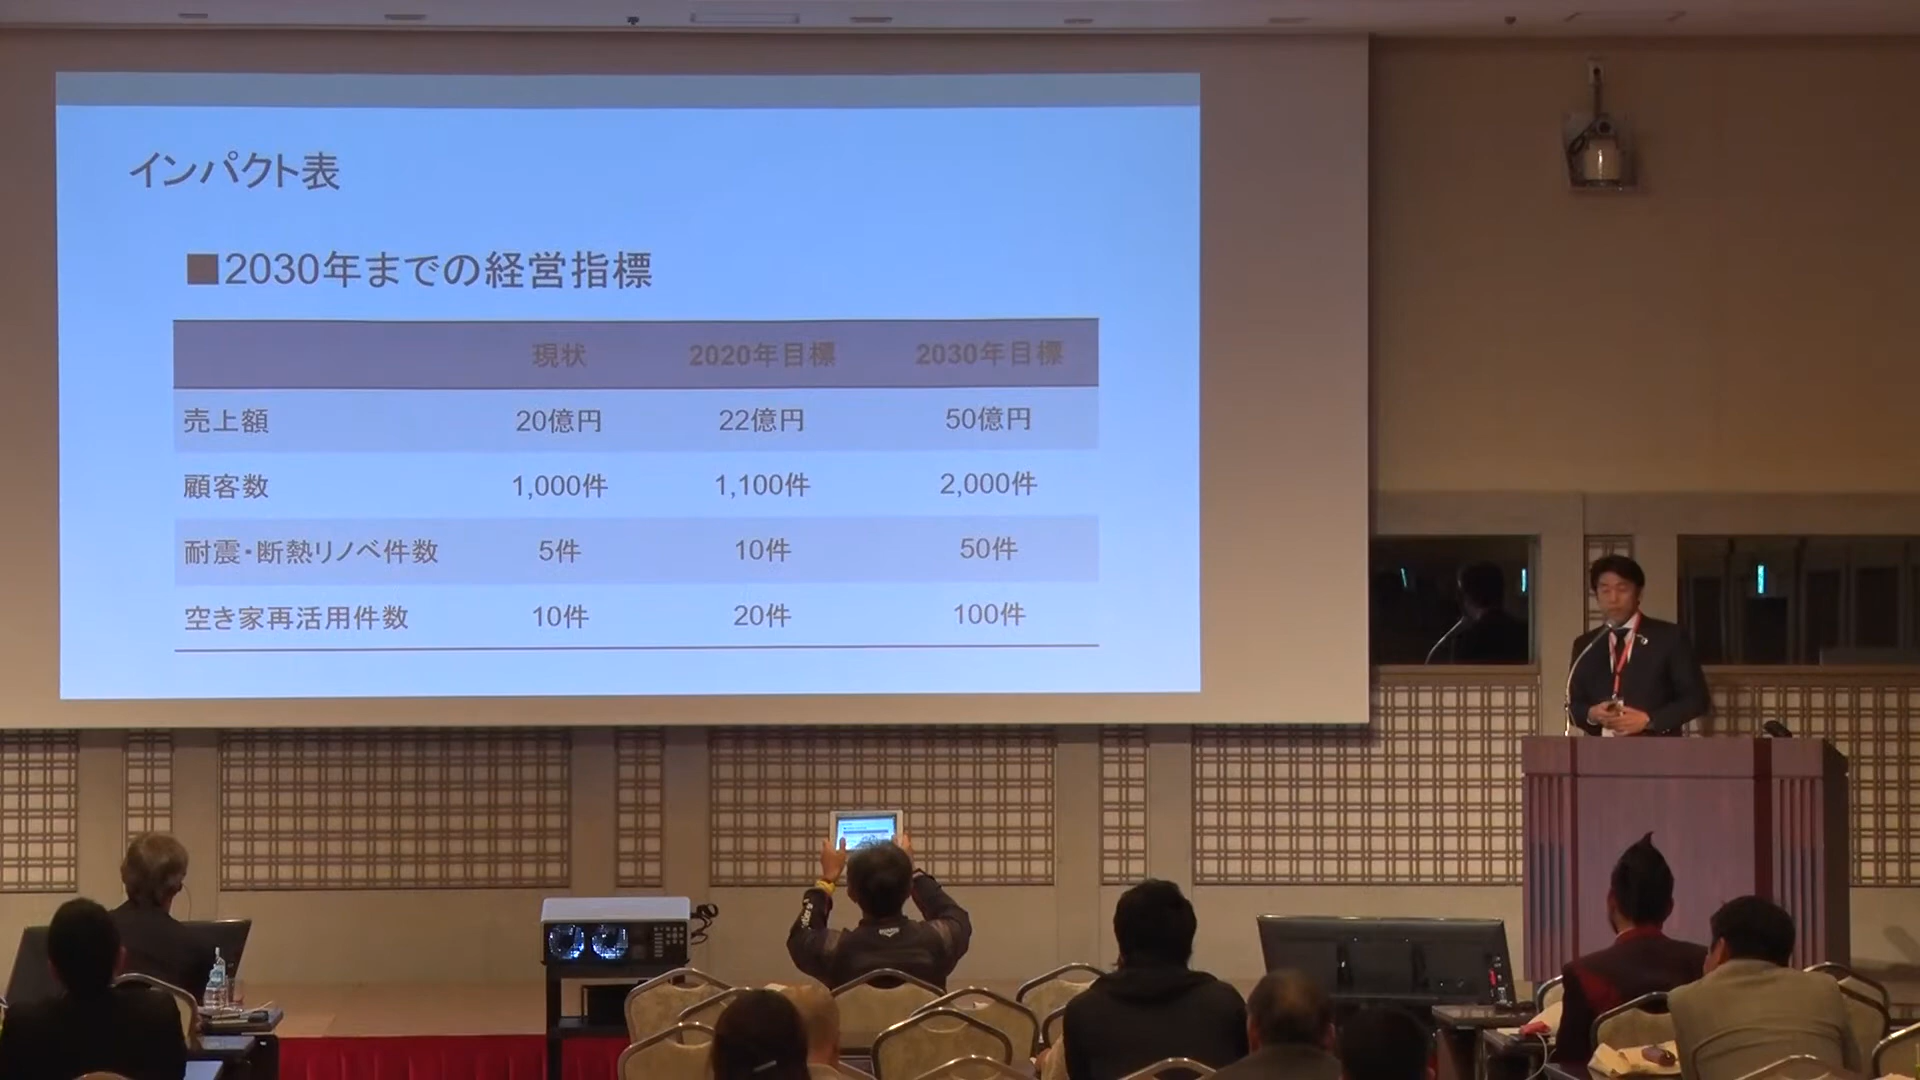 インパクト表
■2030年までの経営指標
現状 2020年目標 2030年目標
売上額 20億円 22億円 50億円
顧客数 1,000件 1,100件 2,000件
耐震・断熱リノベ件数 5件 10件 50件
空き家再活用件数 10件 20件 100件